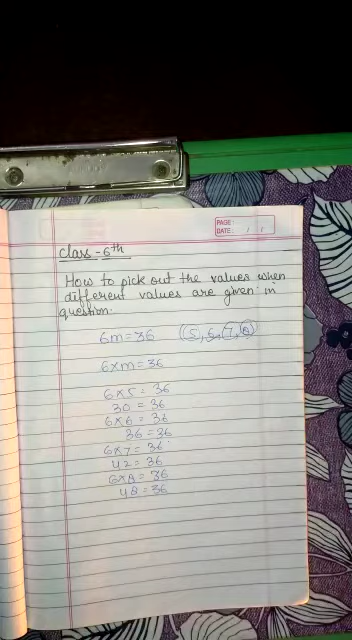 PAGE:
DATE: / /
Class-6th
How to pick out the values when
different values are given in
question.
6m=36 (5, 6, 7, 8)
6×m=36
6×5=36
30=36
6×6=36
36=36
6×7=36
42=36
6×8=36
48=36